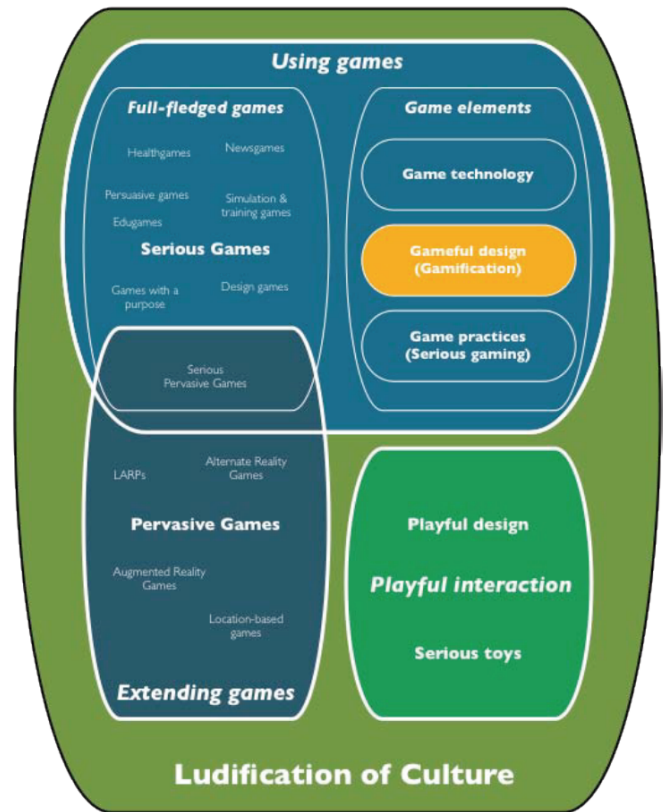 Using games
Full-fledged games
Healthgames
Newsgames
Persuasive games
Simulation &
training games
Edugames
Serious Games
Games with a
purpose
Design games
Serious
Pervasive Games
Game elements
Game technology
Gameful design
(Gamification)
Game practices
(Serious gaming)
LARPs
Alternate Reality
Games
Pervasive Games
Augmented Reality
Games
Location-based
games
Extending games
Playful design
Playful interaction
Serious toys
Ludification of Culture